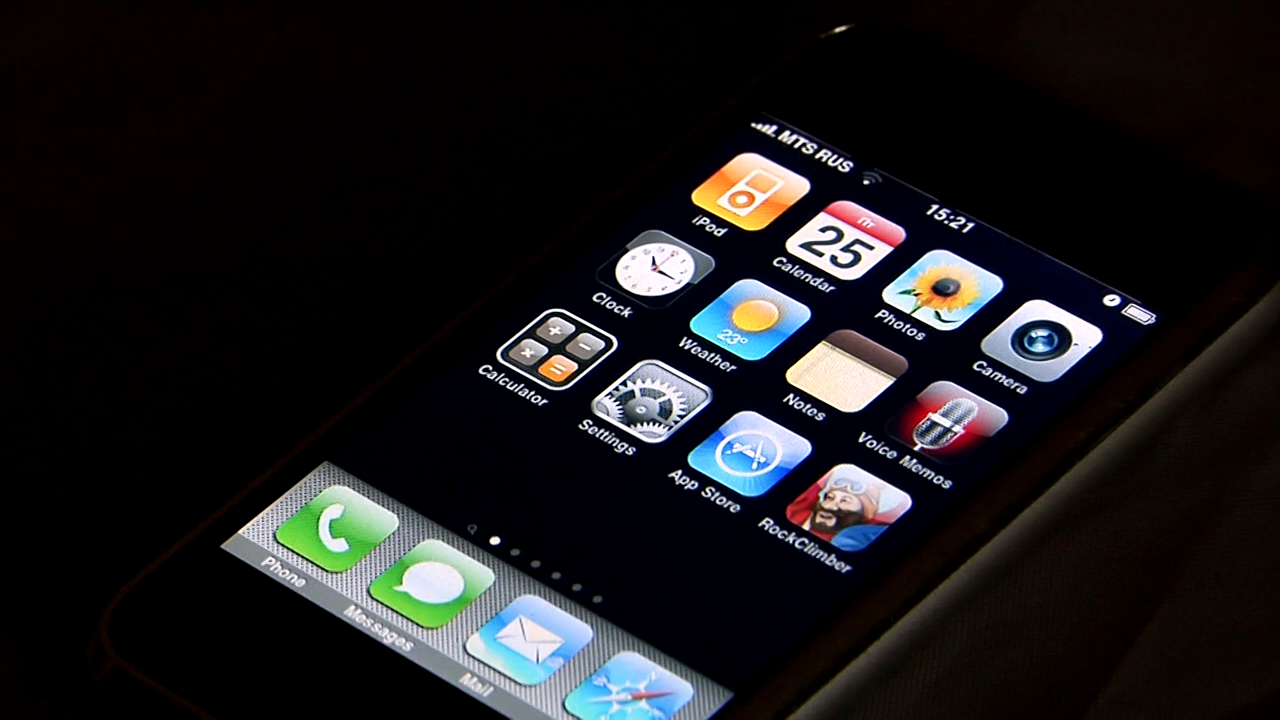 MTS RUS 15:21
iPod
Пт
25
Calendar
Photos
Camera
Clock
23°
Weather
Notes
Voice Memos
Calculator
Settings
App Store
RockClimber
Phone
Messages
Mail